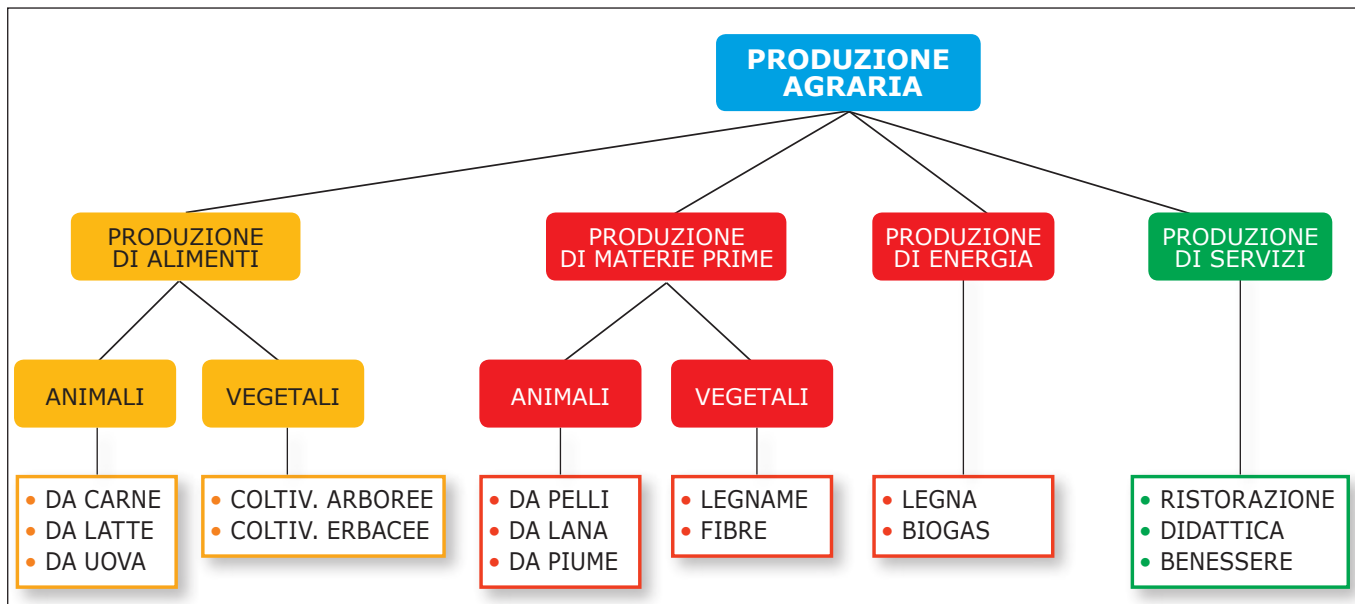 PRODUZIONE
AGRARIA
PRODUZIONE
DI ALIMENTI
PRODUZIONE
DI MATERIE PRIME
PRODUZIONE
DI ENERGIA
PRODUZIONE
DI SERVIZI
ANIMALI
VEGETALI
ANIMALI
VEGETALI
• DA CARNE
• DA LATTE
• DA UOVA
• COLTIV. ARBOREE
• COLTIV. ERBACEE
• DA PELLI
• DA LANA
• DA PIUME
• LEGNAME
• FIBRE
• LEGNA
• BIOGAS
• RISTORAZIONE
• DIDATTICA
• BENESSERE